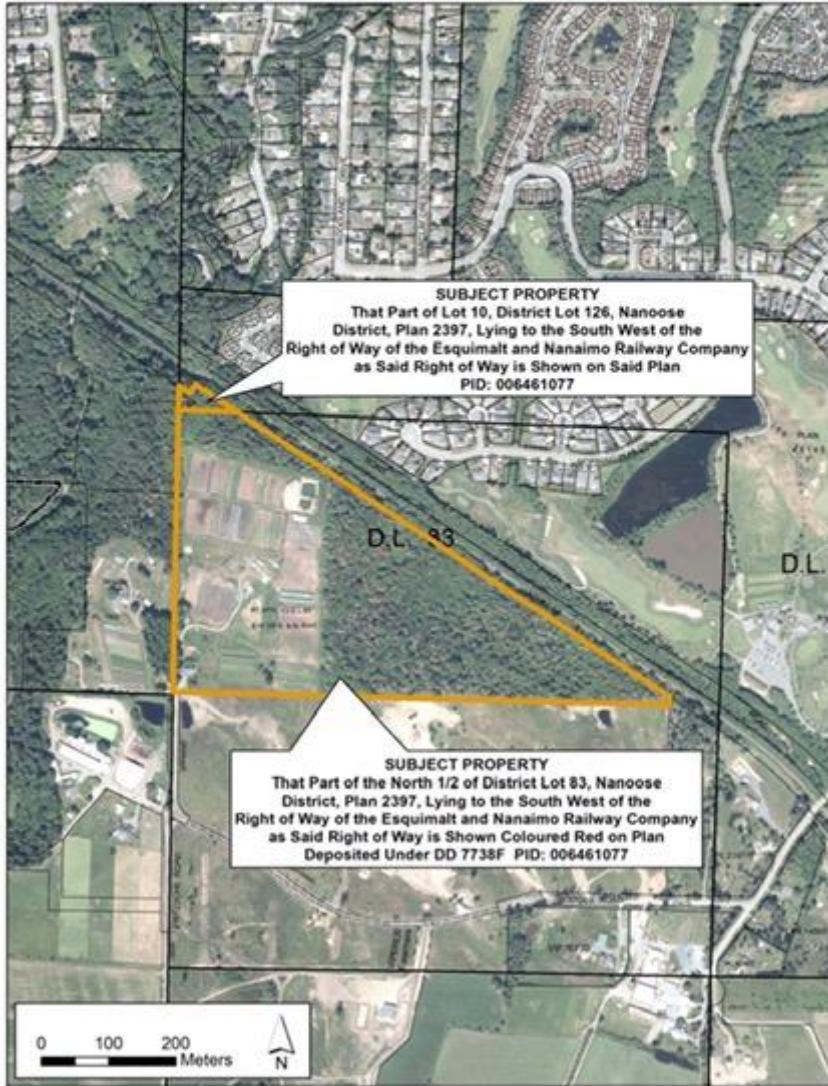 SUBJECT PROPERTY
That Part of Lot 10, District Lot 126, Nanoose
District, Plan 2397, Lying to the South West of the
Right of Way of the Esquimalt and Nanaimo Railway Company
as Said Right of Way is Shown on Said Plan
PID: 006461077
D.L. 83
D.L.
PLAN
SUBJECT PROPERTY
That Part of the North 1/2 of District Lot 83, Nanoose
District, Plan 2397, Lying to the South West of the
Right of Way of the Esquimalt and Nanaimo Railway Company
as Said Right of Way is Shown Coloured Red on Plan
Deposited Under DD 7738F PID: 006461077
0 100 200
Meters
N